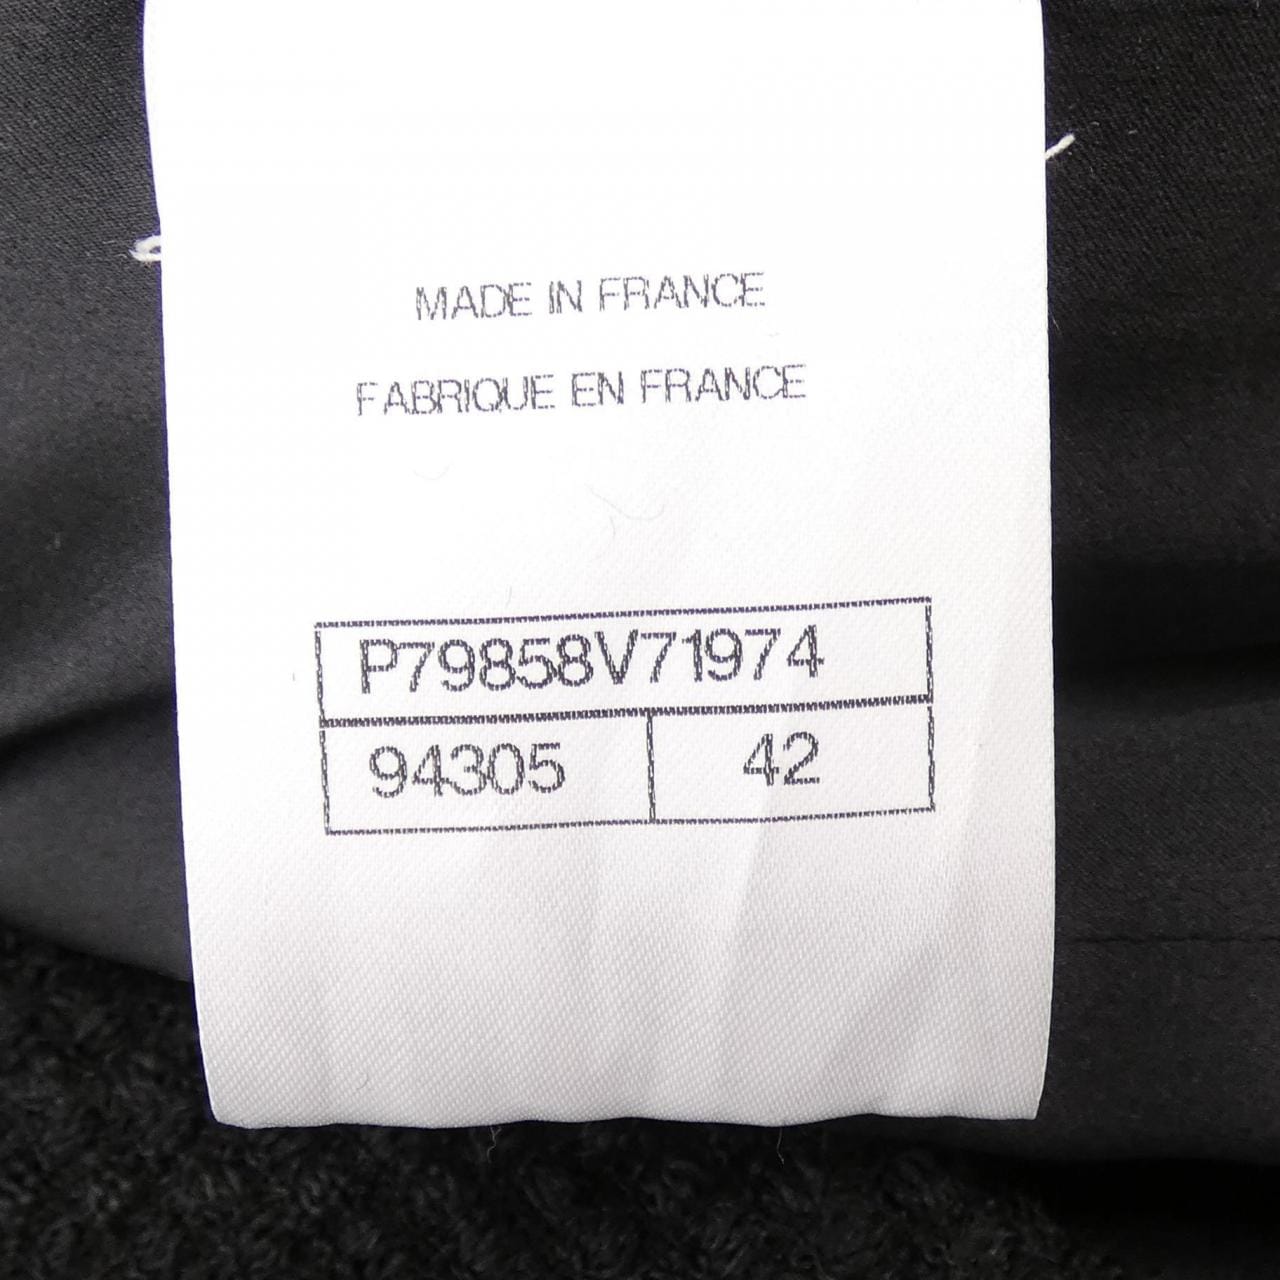 MADE IN FRANCE
FABRIQUE EN FRANCE
P79858V71974
94305 42